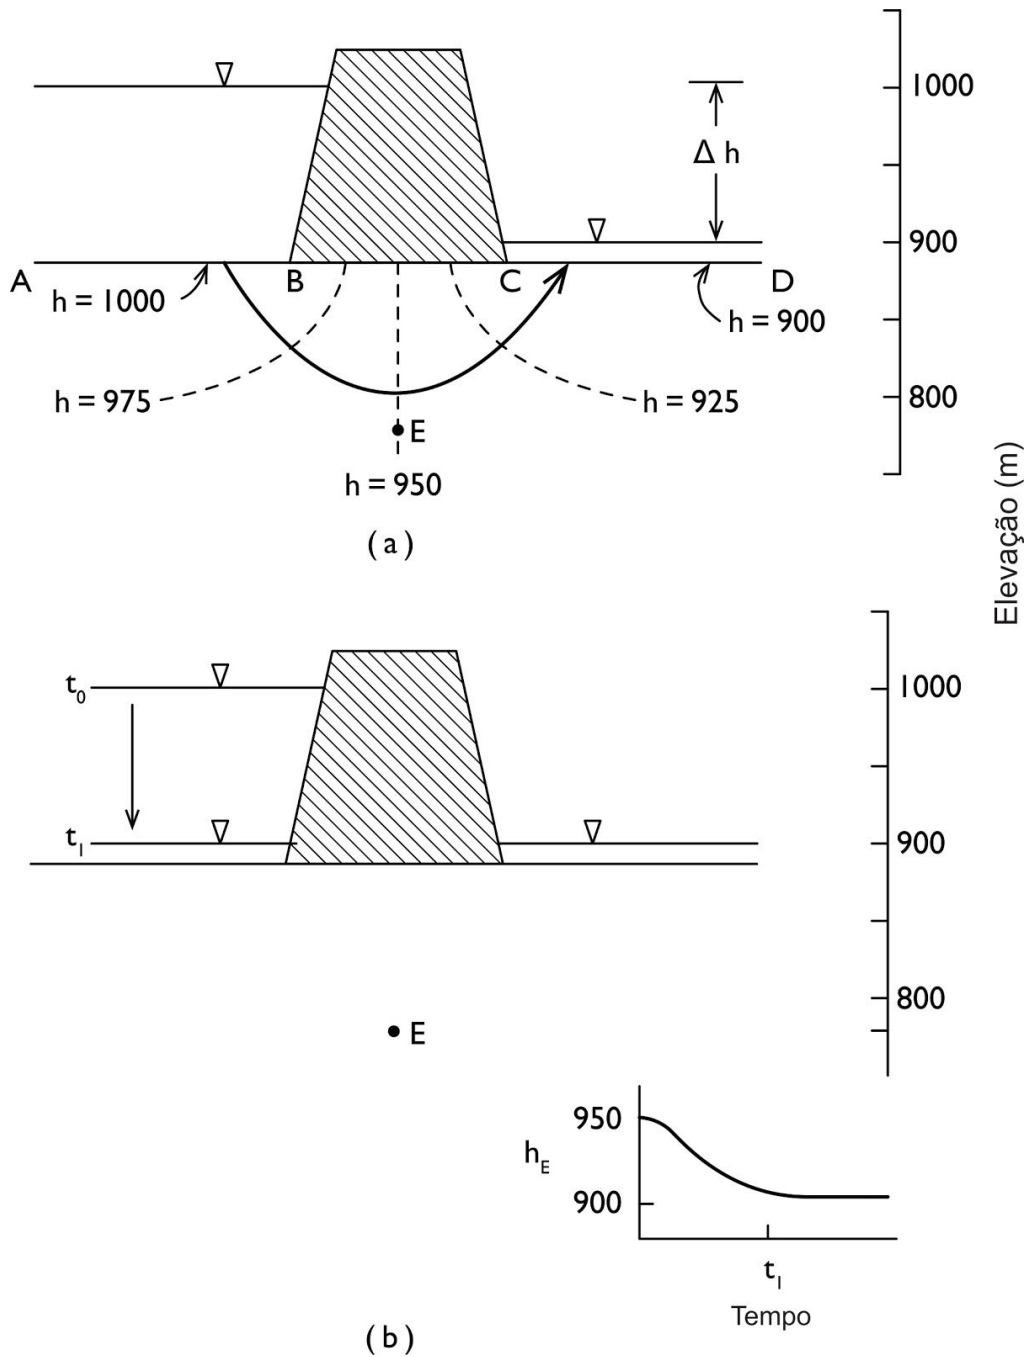 1000
Δ h
900
A
B
C
D
h = 1000
h = 900
h = 975
h = 925
800
E
h = 950
(a)
Elevação (m)
t₀
1000
t₁
900
800
E
950
hE
900
t₁
Tempo
(b)